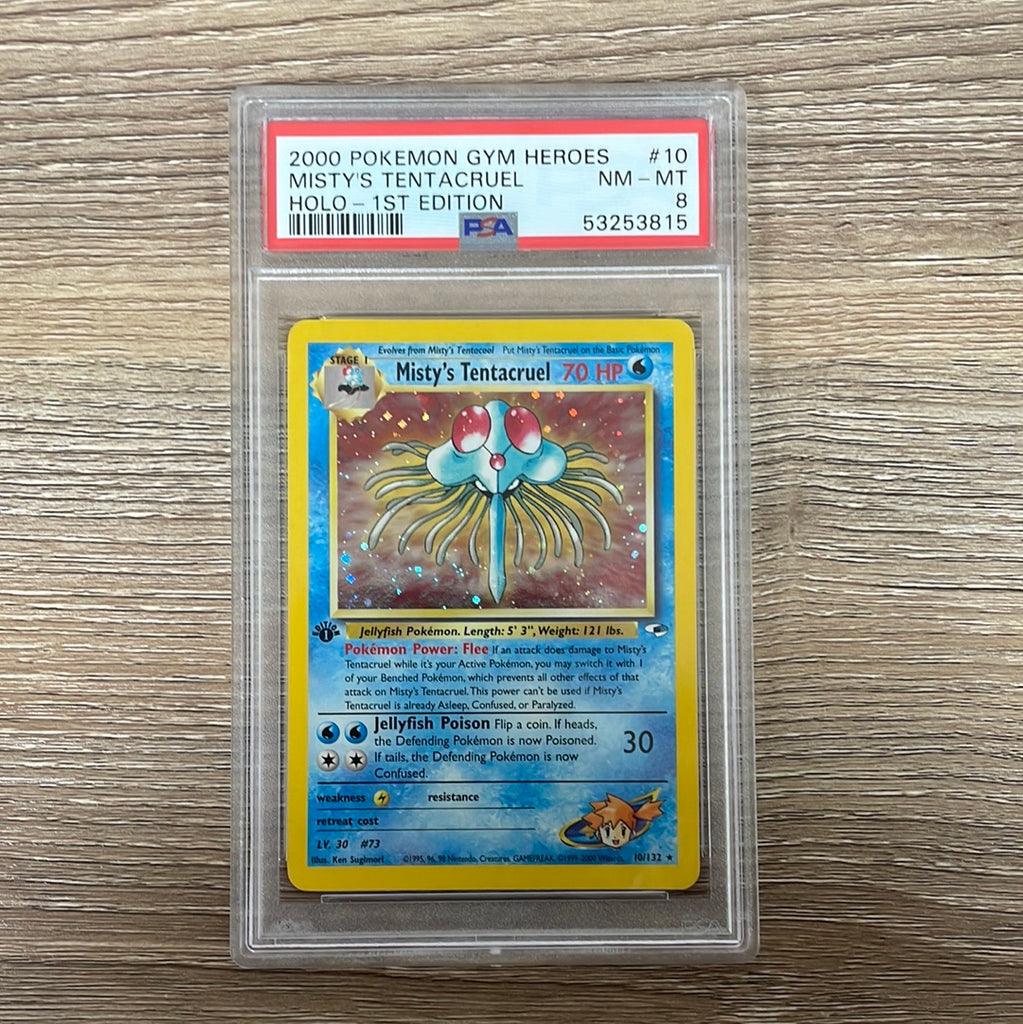 2000 POKEMON GYM HEROES #10
MISTY'S TENTACRUEL NM - MT
HOLO - 1ST EDITION 8
PSA 53253815
Evolves from Misty's Tentacool Put Misty's Tentacruel on the Basic Pokémon
STAGE 1
Misty's Tentacruel 70 HP
EDITION 1
Jellyfish Pokémon. Length: 5' 3", Weight: 121 lbs.
Pokémon Power: Flee If an attack does damage to Misty's
Tentacruel while it's your Active Pokémon, you may switch it with 1
of your Benched Pokémon, which prevents all other effects of that
attack on Misty's Tentacruel. This power can't be used if Misty's
Tentacruel is already Asleep, Confused, or Paralyzed.
Jellyfish Poison Flip a coin. If heads,
the Defending Pokémon is now Poisoned. 30
If tails, the Defending Pokémon is now
Confused.
weakness resistance
retreat cost
LV. 30 #73
Illus. Ken Sugimori ©1995, 96, 98 Nintendo, Creatures, GAMEFREAK. ©1999-2000 Wizards. 10/132 ★